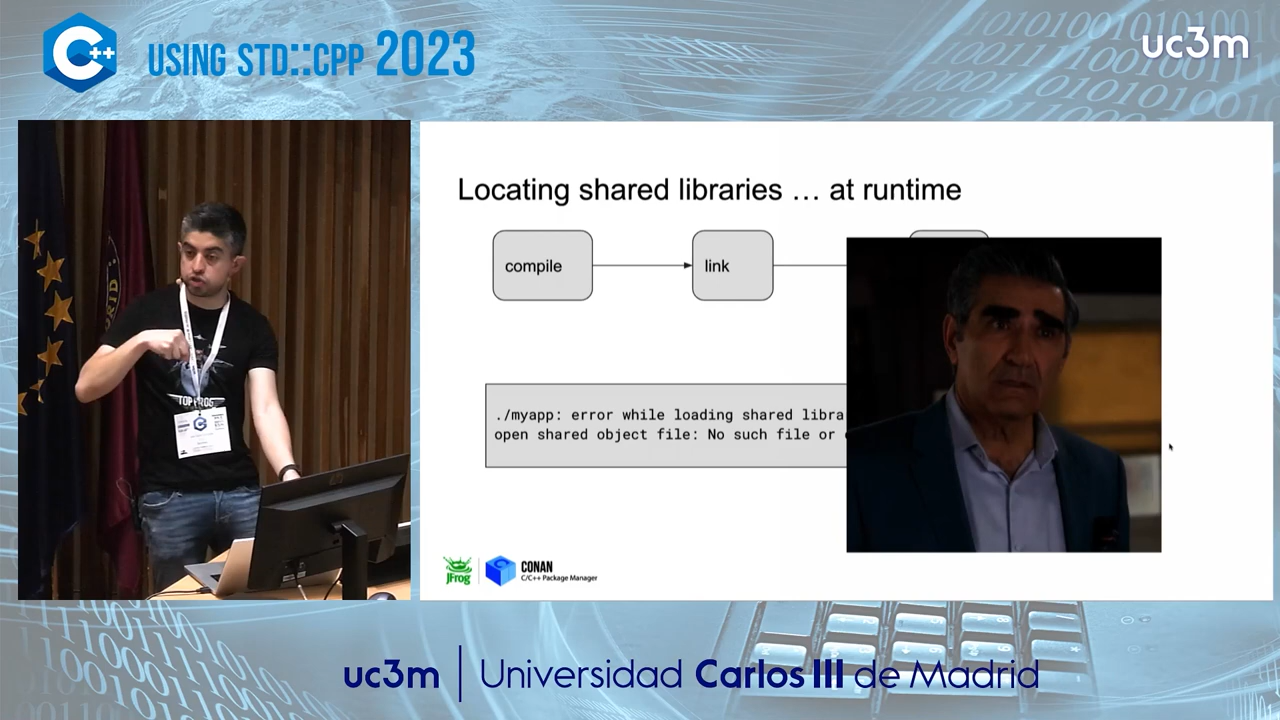 USING STD::CPP 2023
uc3m
Locating shared libraries … at runtime
compile
link
./myapp: error while loading shared libra
open shared object file: No such file or
TOP FROG
JFrog
CONAN
C/C++ Package Manager
uc3m | Universidad Carlos III de Madrid